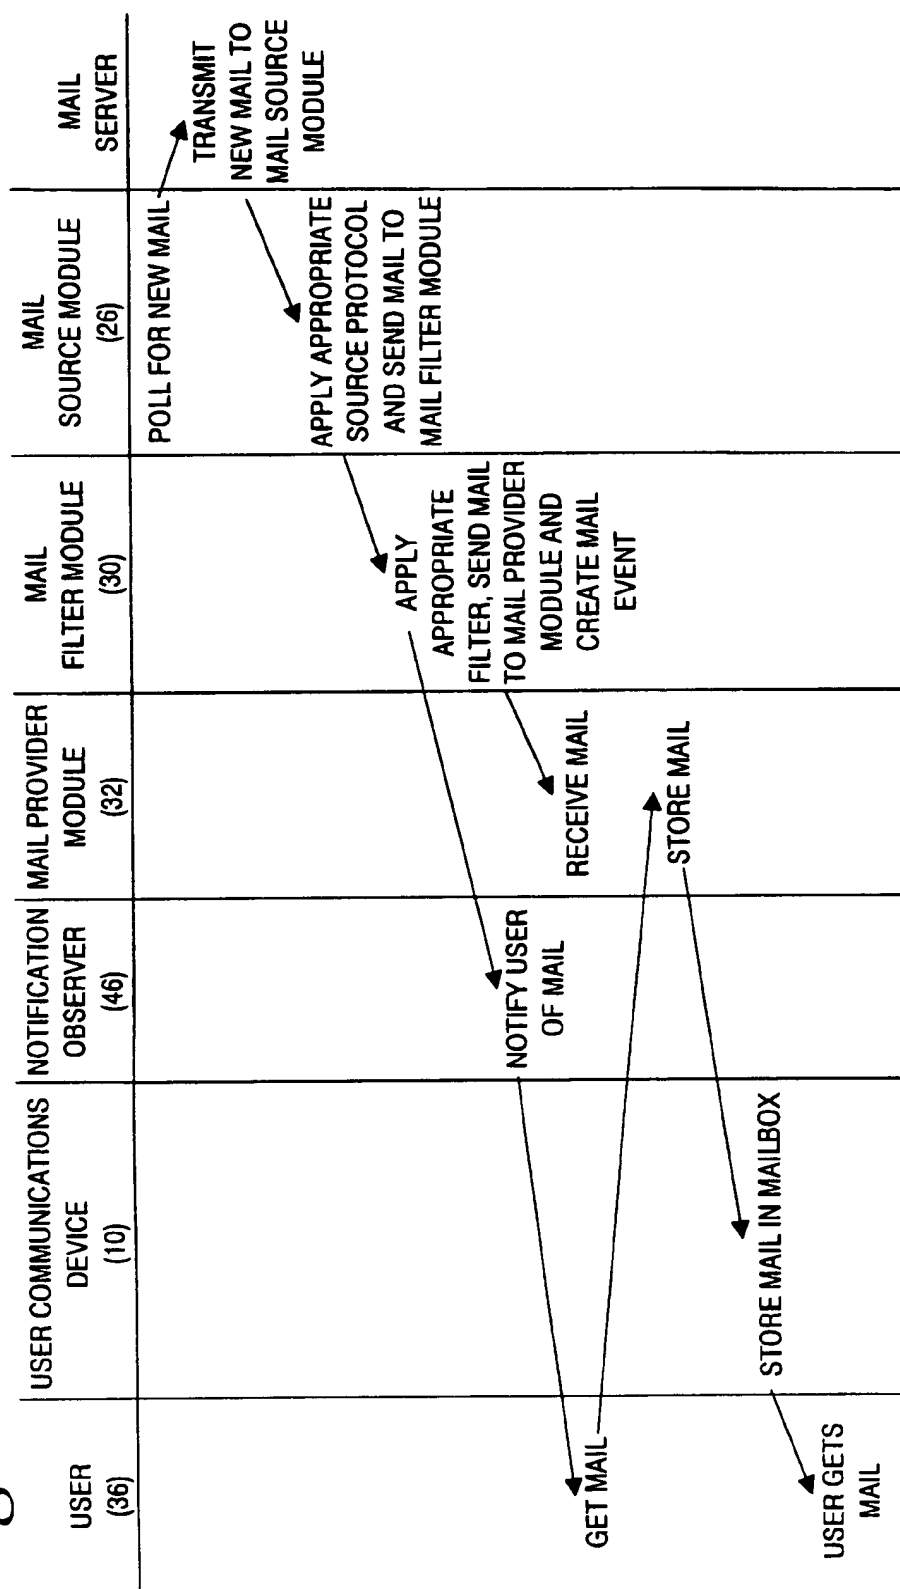 USER
(36)
USER COMMUNICATIONS
DEVICE
(10)
NOTIFICATION
OBSERVER
(46)
MAIL PROVIDER
MODULE
(32)
MAIL
FILTER MODULE
(30)
MAIL
SOURCE MODULE
(26)
MAIL
SERVER
POLL FOR NEW MAIL
TRANSMIT
NEW MAIL TO
MAIL SOURCE
MODULE
APPLY APPROPRIATE
SOURCE PROTOCOL
AND SEND MAIL TO
MAIL FILTER MODULE
APPLY
APPROPRIATE
FILTER, SEND MAIL
TO MAIL PROVIDER
MODULE AND
CREATE MAIL
EVENT
NOTIFY USER
OF MAIL
RECEIVE MAIL
GET MAIL
STORE MAIL
STORE MAIL IN MAILBOX
USER GETS
MAIL